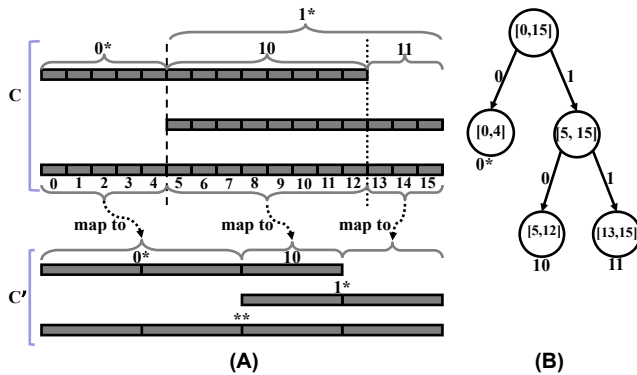 1*
0* 10 11
C
0 1 2 3 4 5 6 7 8 9 10 11 12 13 14 15
map to map to map to
0* 10
C'
1*
**
(A)
[0,15]
0 1
[0,4] [5, 15]
0*
0 1
[5,12] [13,15]
10 11
(B)